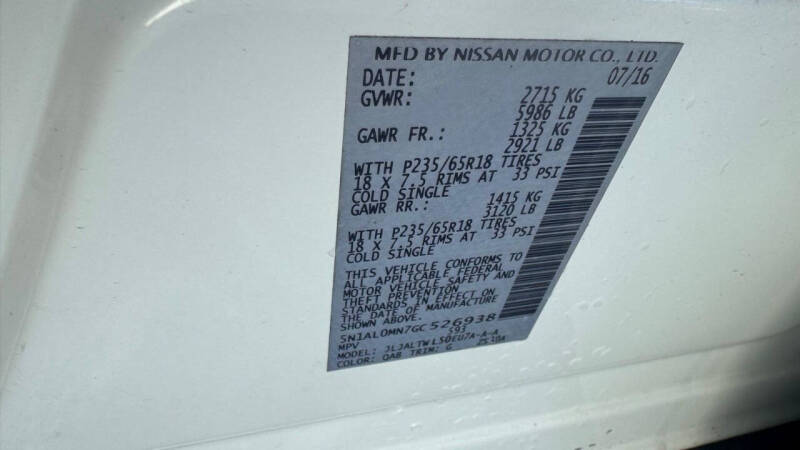 MFD BY NISSAN MOTOR CO., LTD.
DATE: 07/16
GVWR: 2715 KG
5986 LB
GAWR FR.: 1325 KG
2921 LB
WITH P235/65R18 TIRES
18 X 7.5 RIMS AT 33 PSI
COLD SINGLE
GAWR RR.: 1415 KG
3120 LB
WITH P235/65R18 TIRES
18 X 7.5 RIMS AT 33 PSI
COLD SINGLE
THIS VEHICLE CONFORMS TO
ALL APPLICABLE FEDERAL
MOTOR VEHICLE SAFETY AND
THEFT PREVENTION
STANDARDS IN EFFECT ON
THE DATE OF MANUFACTURE
SHOWN ABOVE.
5N1AL0MN7GC526938
MPV 593
MODEL: JLJALTWL50EU7A-A-A
COLOR: QAB TRIM: G